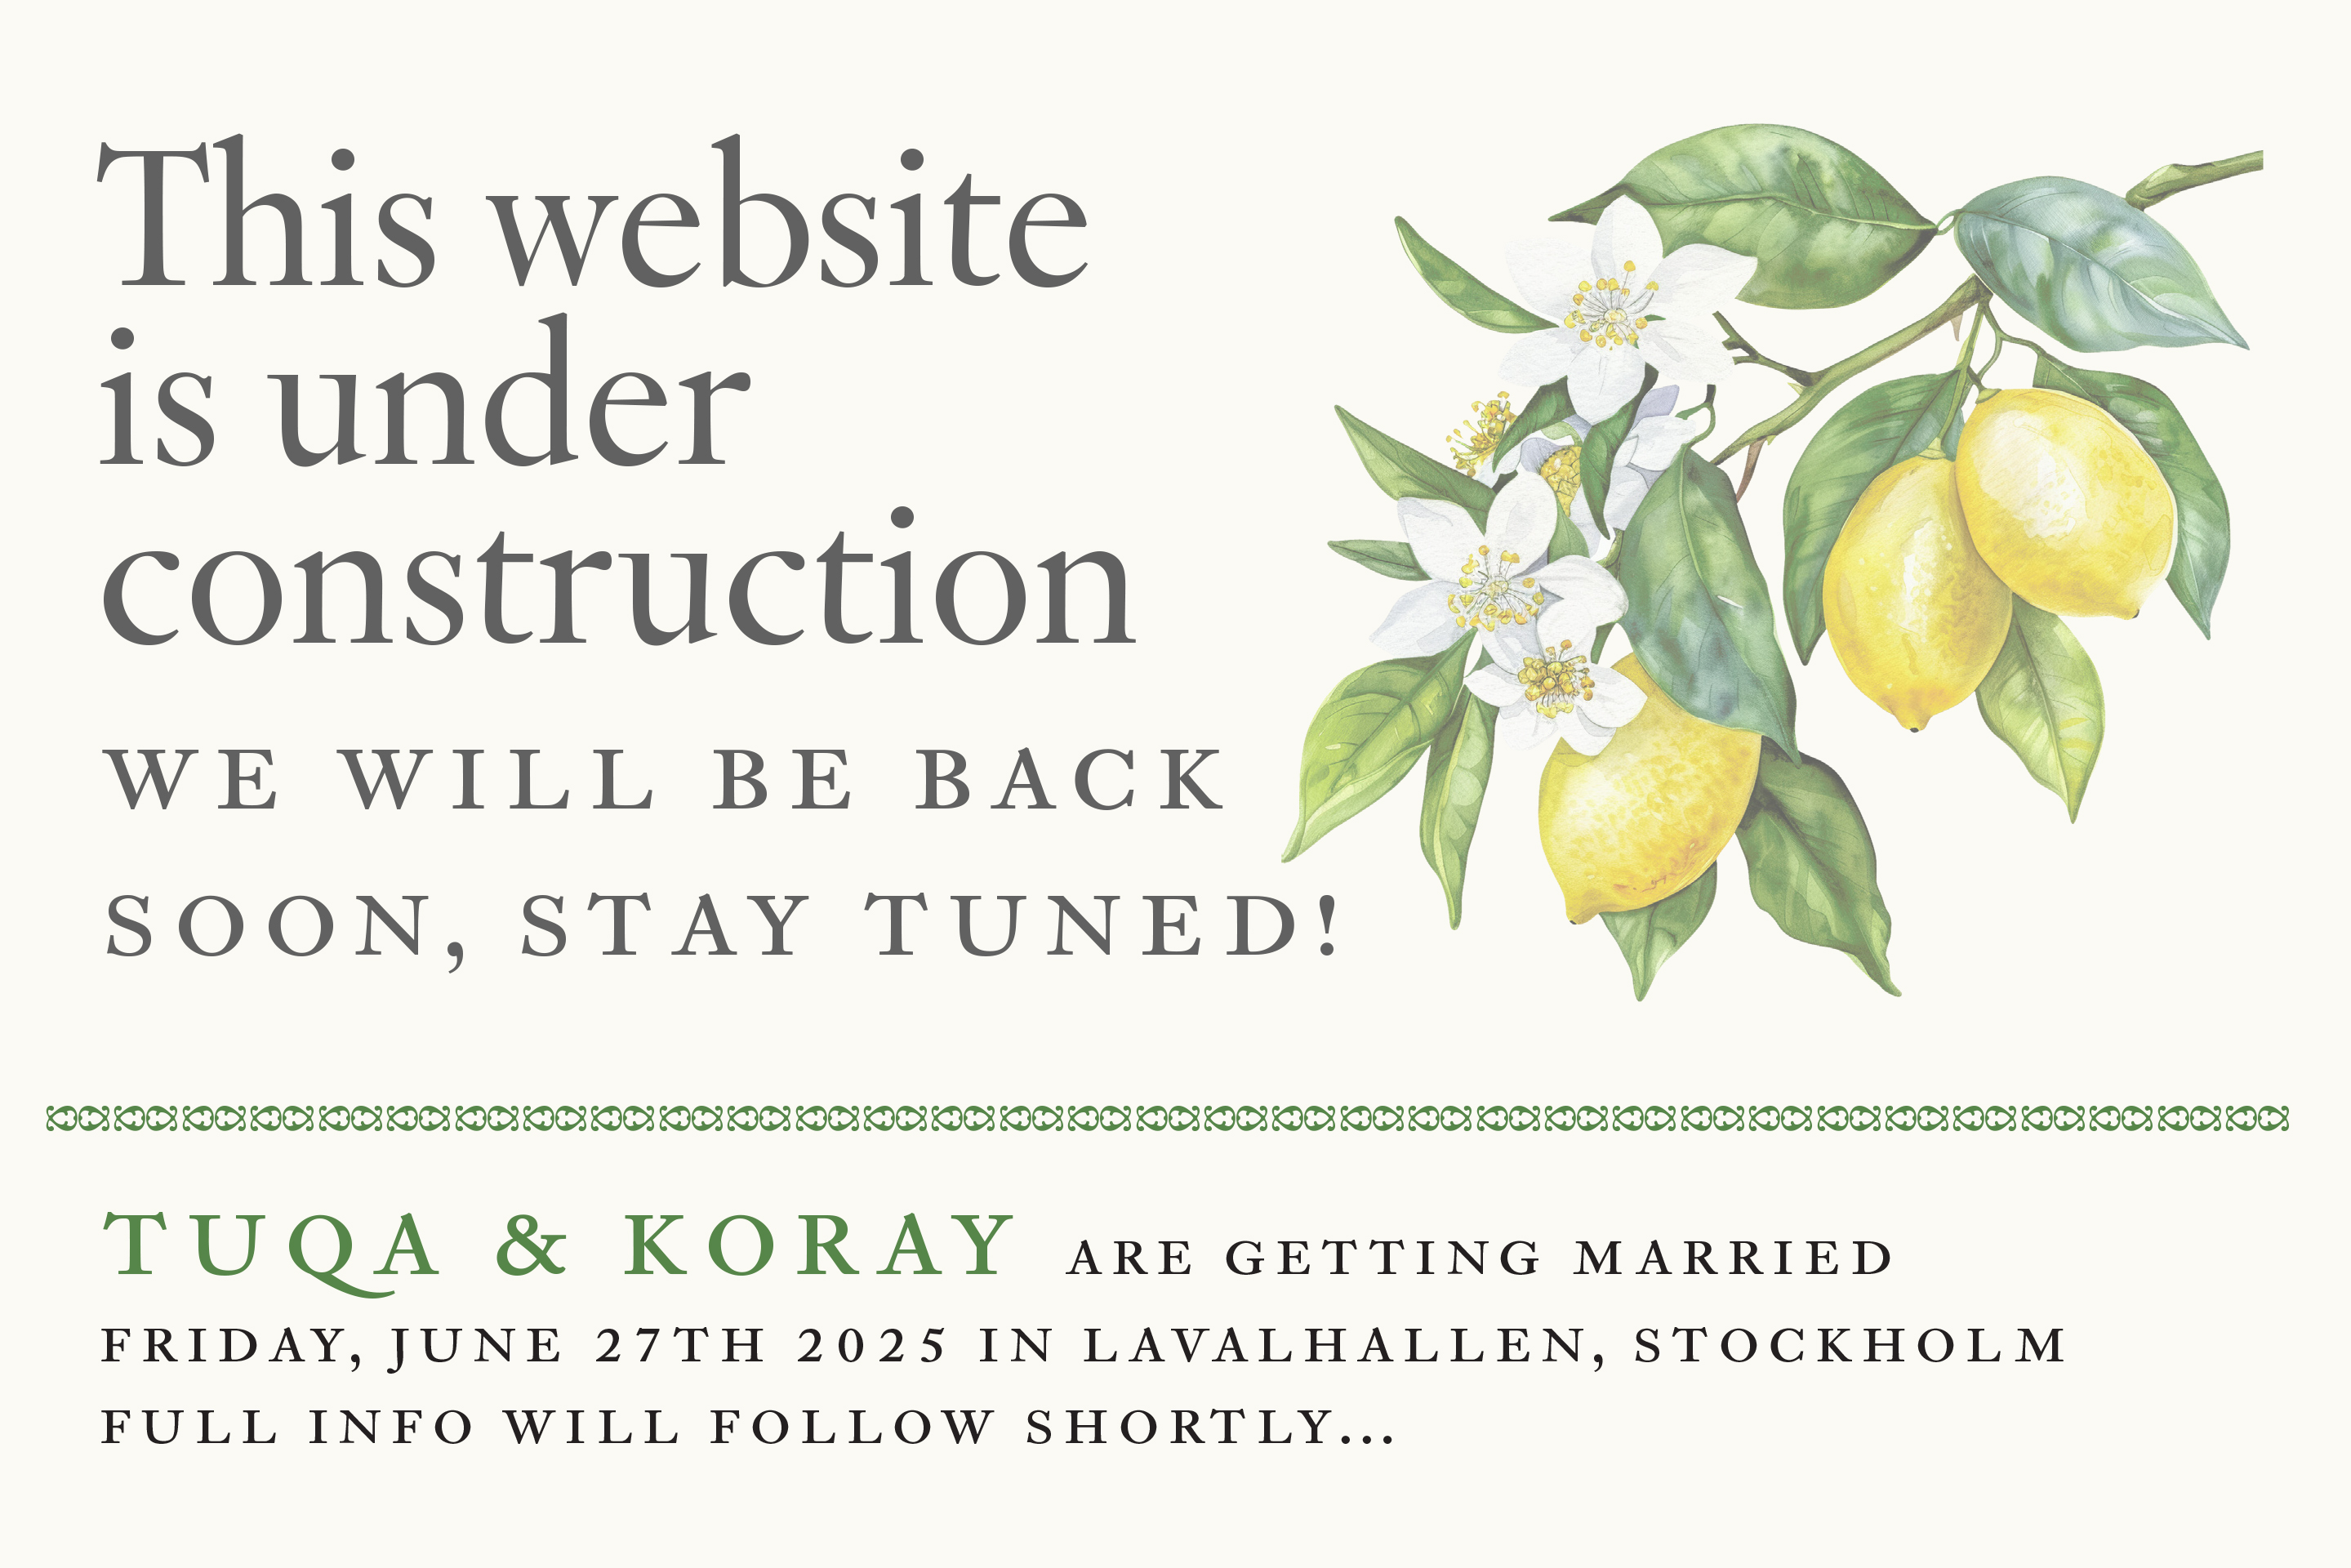 This website
is under
construction
WE WILL BE BACK
SOON, STAY TUNED!
TUQA & KORAY ARE GETTING MARRIED
FRIDAY, JUNE 27TH 2025 IN LAVALHALLEN, STOCKHOLM
FULL INFO WILL FOLLOW SHORTLY...